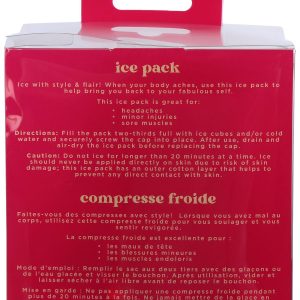 ice pack
Ice with style & flair! When your body aches, use this ice pack to
help bring you back to your fabulous self.
This ice pack is great for:
• headaches
• minor injuries
• sore muscles
Directions: Fill the pack two-thirds full with ice cubes and/or cold
water and securely screw the cap into place. After use, drain and
air-dry the ice pack before replacing the cap.
Caution: Do not ice for longer than 20 minutes at a time. Ice
should never be applied directly on skin due to risk of skin
damage; this ice pack has an outer cotton layer that helps to
prevent any direct contact with skin.
compresse froide
Faites-vous des compresses avec style! Lorsque vous avez mal au
corps, utilisez cette compresse froide pour vous soulager et vous
sentir revigorée.
La compresse froide est excellente pour :
• les maux de tête
• les blessures mineures
• les muscles endoloris
Mode d'emploi : Remplir le sac aux deux tiers avec des glaçons ou
de l'eau glacée et visser le bouchon. Après utilisation, vider et
laisser sécher à l'air libre avant de reposer le bouchon.
Mise en garde : Ne pas appliquer une compresse froide pendant
plus de 20 minutes à la fois. Ne jamais mettre de la glace en